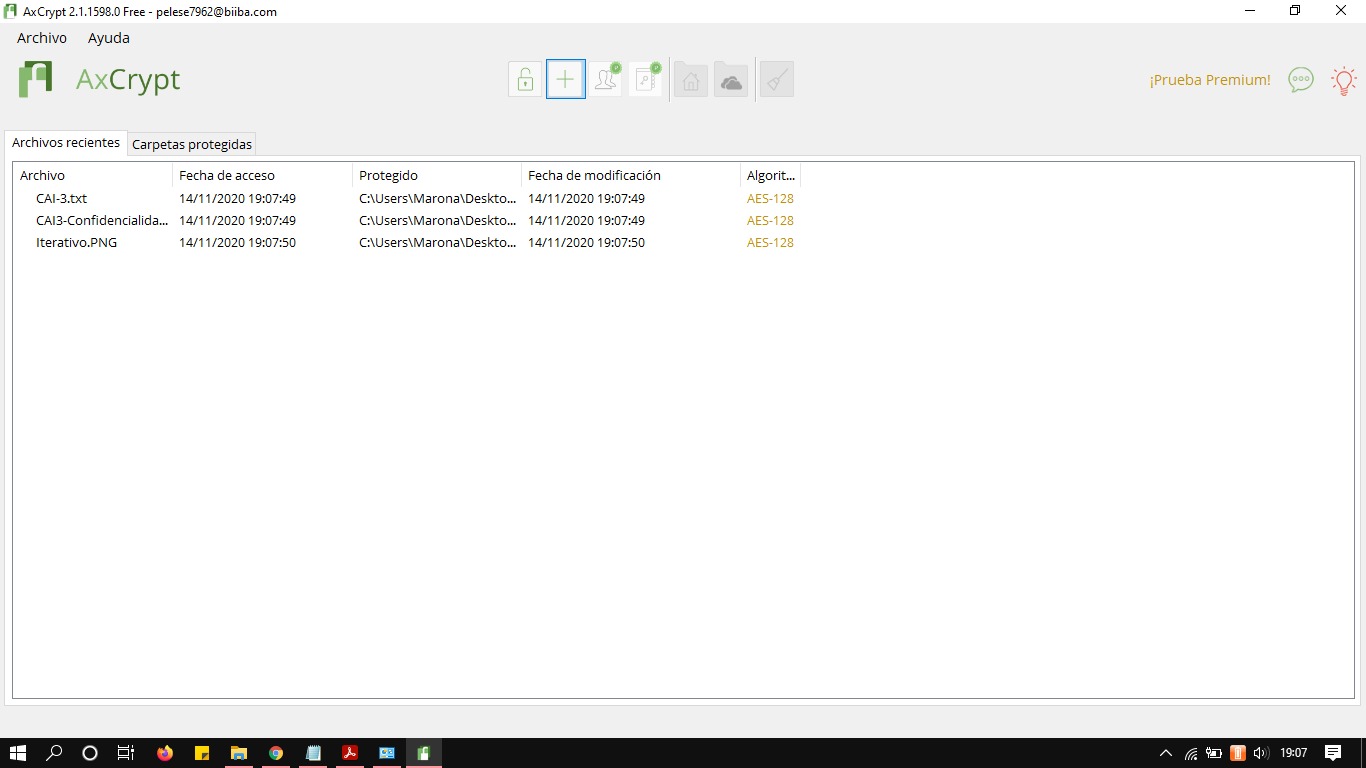 AxCrypt 2.1.1598.0 Free - pelese7962@biiba.com
Archivo Ayuda
AxCrypt
¡Prueba Premium!
Archivos recientes Carpetas protegidas
Archivo Fecha de acceso Protegido Fecha de modificación Algorit...
CAI-3.txt 14/11/2020 19:07:49 C:\Users\Marona\Deskto... 14/11/2020 19:07:49 AES-128
CAI3-Confidencialida... 14/11/2020 19:07:49 C:\Users\Marona\Deskto... 14/11/2020 19:07:49 AES-128
Iterativo.PNG 14/11/2020 19:07:50 C:\Users\Marona\Deskto... 14/11/2020 19:07:50 AES-128
19:07